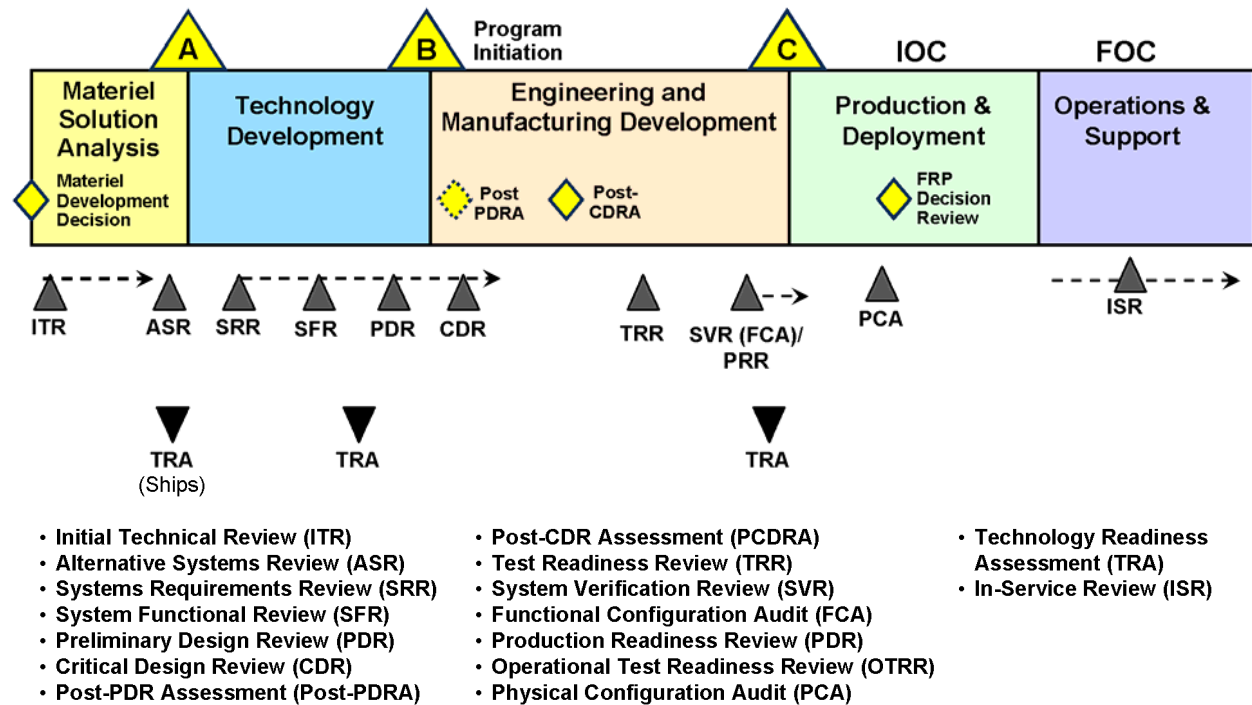 A
B
Program
Initiation
C
IOC
FOC
Materiel
Solution
Analysis
Technology
Development
Engineering and
Manufacturing Development
Production &
Deployment
Operations &
Support
Materiel
Development
Decision
Post
PDRA
Post-
CDRA
FRP
Decision
Review
ITR
ASR
SRR
SFR
PDR
CDR
TRR
SVR (FCA)/
PRR
PCA
ISR
TRA
(Ships)
TRA
TRA
• Initial Technical Review (ITR)
• Alternative Systems Review (ASR)
• Systems Requirements Review (SRR)
• System Functional Review (SFR)
• Preliminary Design Review (PDR)
• Critical Design Review (CDR)
• Post-PDR Assessment (Post-PDRA)
• Post-CDR Assessment (PCDRA)
• Test Readiness Review (TRR)
• System Verification Review (SVR)
• Functional Configuration Audit (FCA)
• Production Readiness Review (PDR)
• Operational Test Readiness Review (OTRR)
• Physical Configuration Audit (PCA)
• Technology Readiness
Assessment (TRA)
• In-Service Review (ISR)